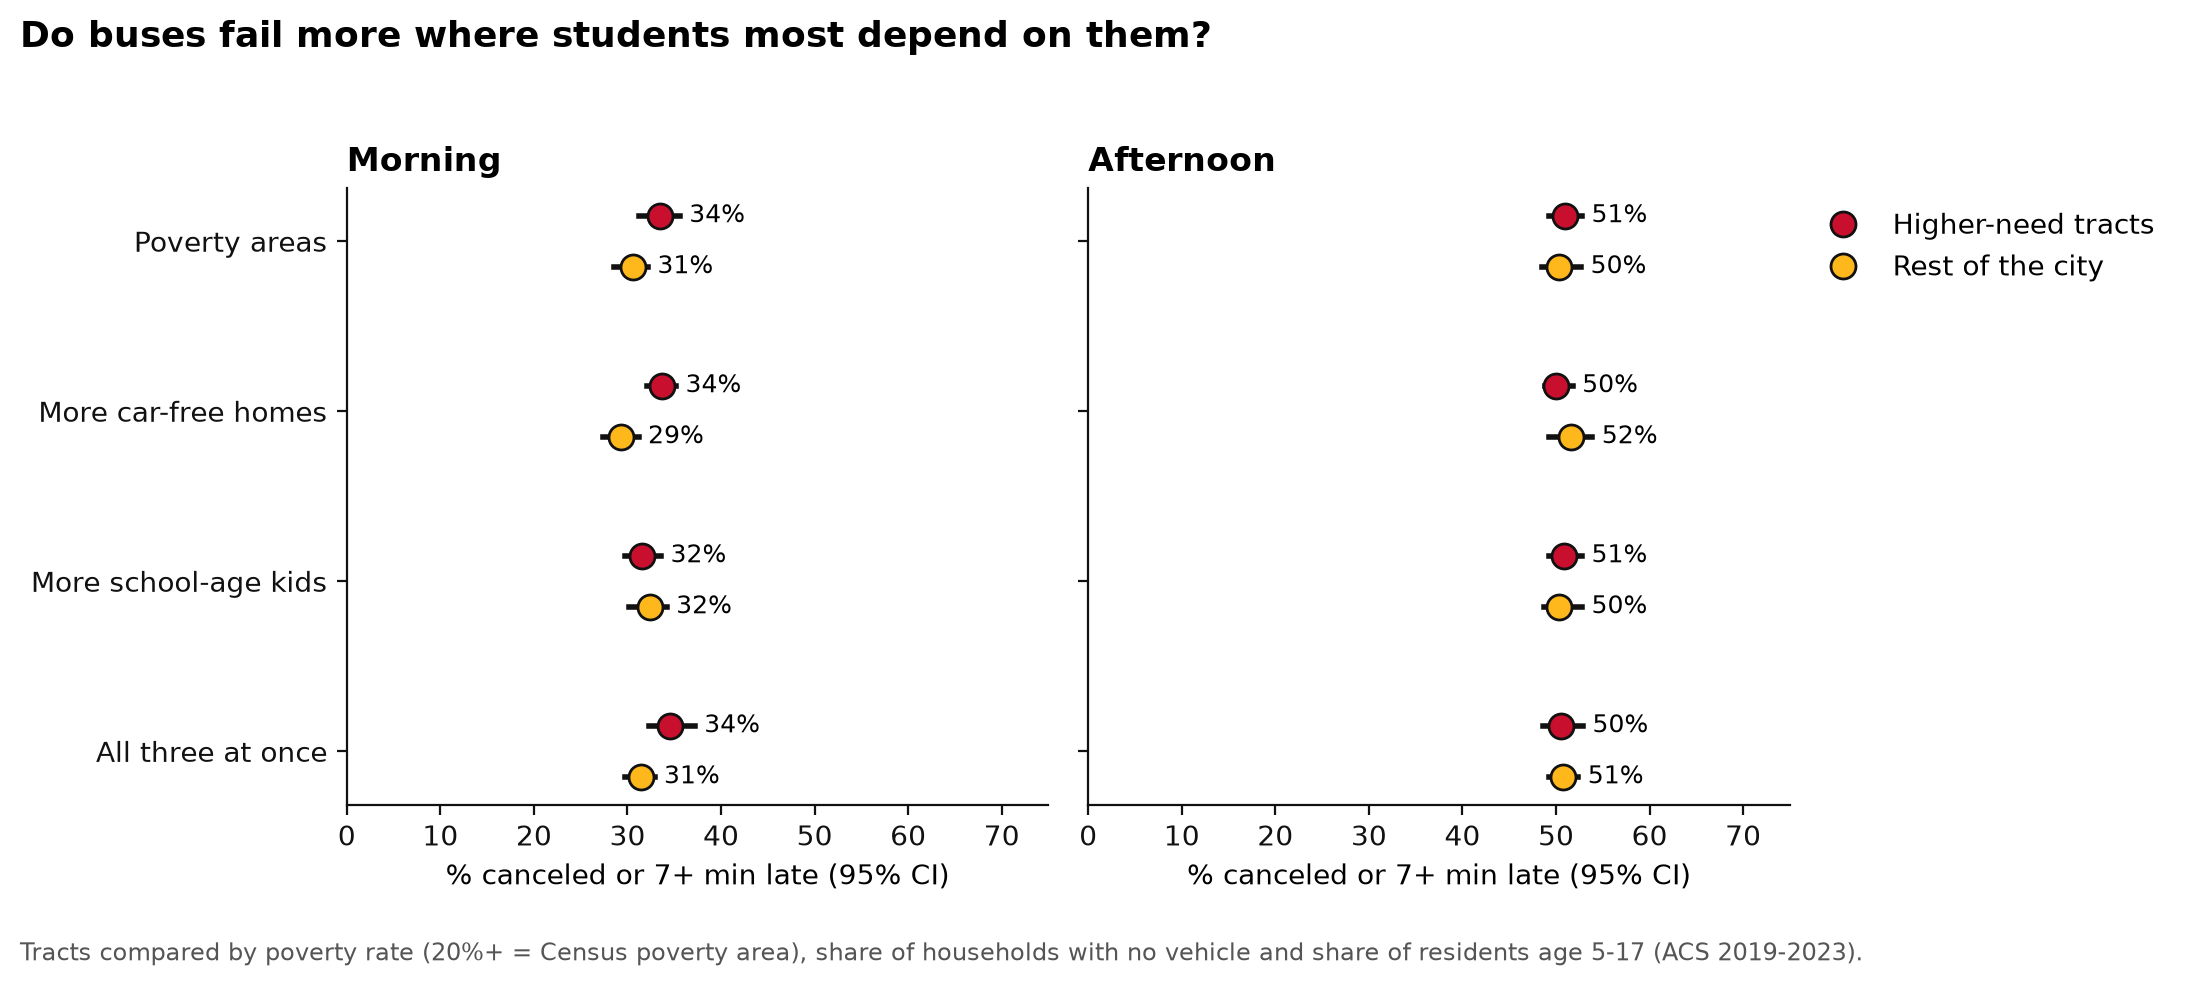 Do buses fail more where students most depend on them?
Morning
Afternoon
Poverty areas
34%
31%
51%
50%
Higher-need tracts
Rest of the city
More car-free homes
34%
29%
50%
52%
More school-age kids
32%
32%
51%
50%
All three at once
34%
31%
50%
51%
0 10 20 30 40 50 60 70
0 10 20 30 40 50 60 70
% canceled or 7+ min late (95% CI)
% canceled or 7+ min late (95% CI)
Tracts compared by poverty rate (20%+ = Census poverty area), share of households with no vehicle and share of residents age 5-17 (ACS 2019-2023).